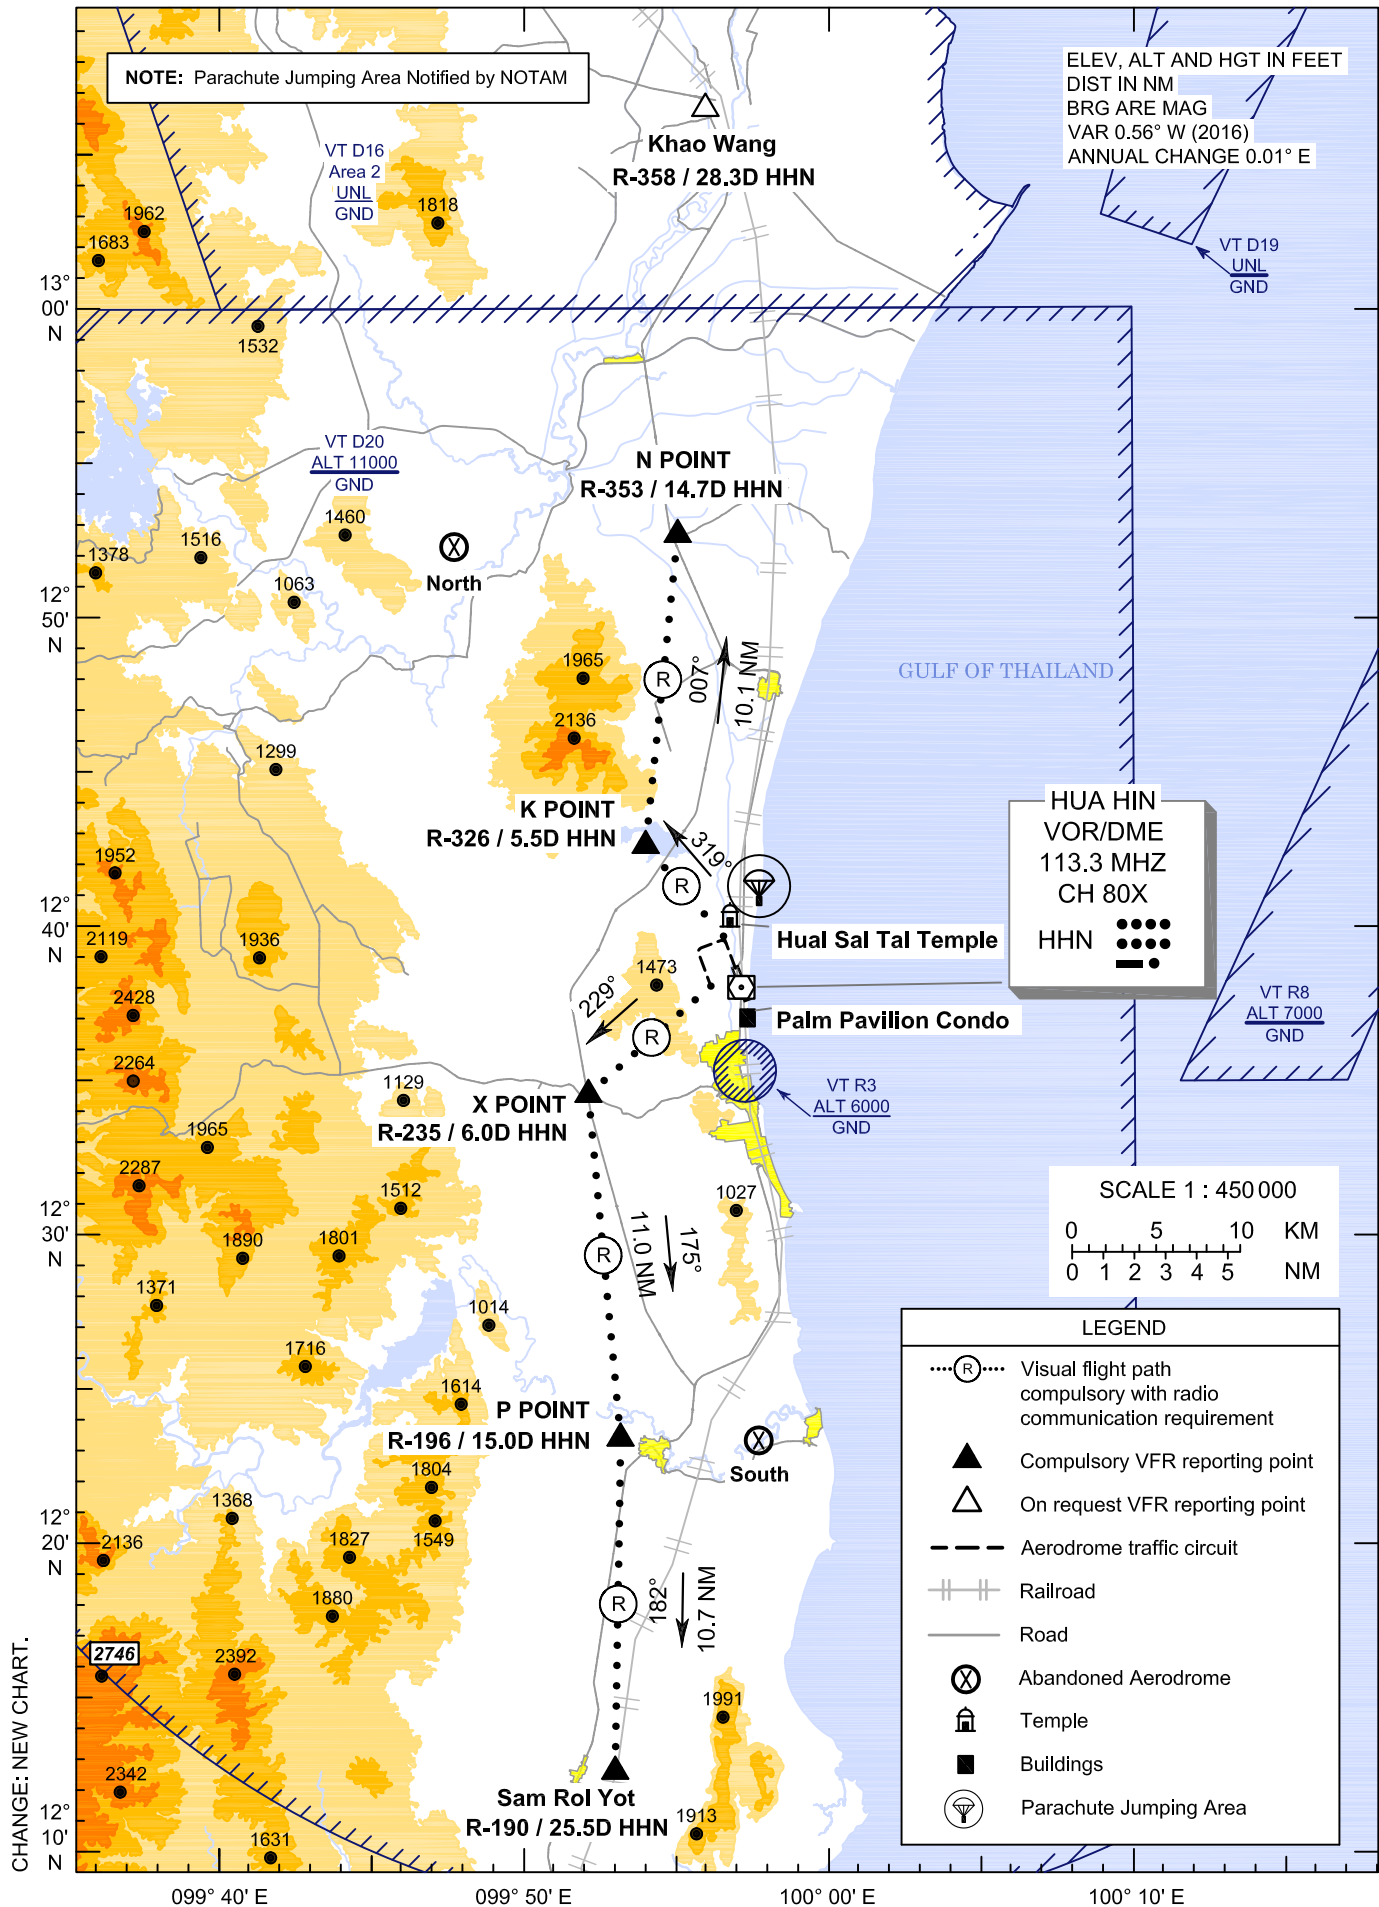 NOTE: Parachute Jumping Area Notified by NOTAM
ELEV, ALT AND HGT IN FEET
DIST IN NM
BRG ARE MAG
VAR 0.56° W (2016)
ANNUAL CHANGE 0.01° E
Khao Wang
R-358 / 28.3D HHN
VT D16
Area 2
UNL
GND
1818
1962
1683
VT D19
UNL
GND
13°
00'
N
1532
VT D20
ALT 11000
GND
N POINT
R-353 / 14.7D HHN
1460
1516
1378
1063
North
12°
50'
N
1965
R
007°
10.1 NM
GULF OF THAILAND
2136
1299
K POINT
R-326 / 5.5D HHN
319°
R
HUA HIN
VOR/DME
113.3 MHZ
CH 80X
HHN
1952
12°
40'
N
2119
1936
Hual Sal Tal Temple
1473
229°
2428
R
Palm Pavilion Condo
VT R8
ALT 7000
GND
2264
1129
X POINT
R-235 / 6.0D HHN
VT R3
ALT 6000
GND
1965
2287
1512
1027
12°
30'
N
1890
1801
R
11.0 NM
175°
SCALE 1 : 450 000
0 5 10 KM
0 1 2 3 4 5 NM
1371
1014
1716
1614
P POINT
R-196 / 15.0D HHN
South
1804
1549
1368
12°
20'
N
2136
1827
1880
R
182°
10.7 NM
2746
2392
1991
2342
Sam Rol Yot
R-190 / 25.5D HHN
1913
12°
10'
N
1631
LEGEND
R
Visual flight path
compulsory with radio
communication requirement
Compulsory VFR reporting point
On request VFR reporting point
Aerodrome traffic circuit
Railroad
Road
Abandoned Aerodrome
Temple
Buildings
Parachute Jumping Area
CHANGE: NEW CHART.
099° 40' E
099° 50' E
100° 00' E
100° 10' E